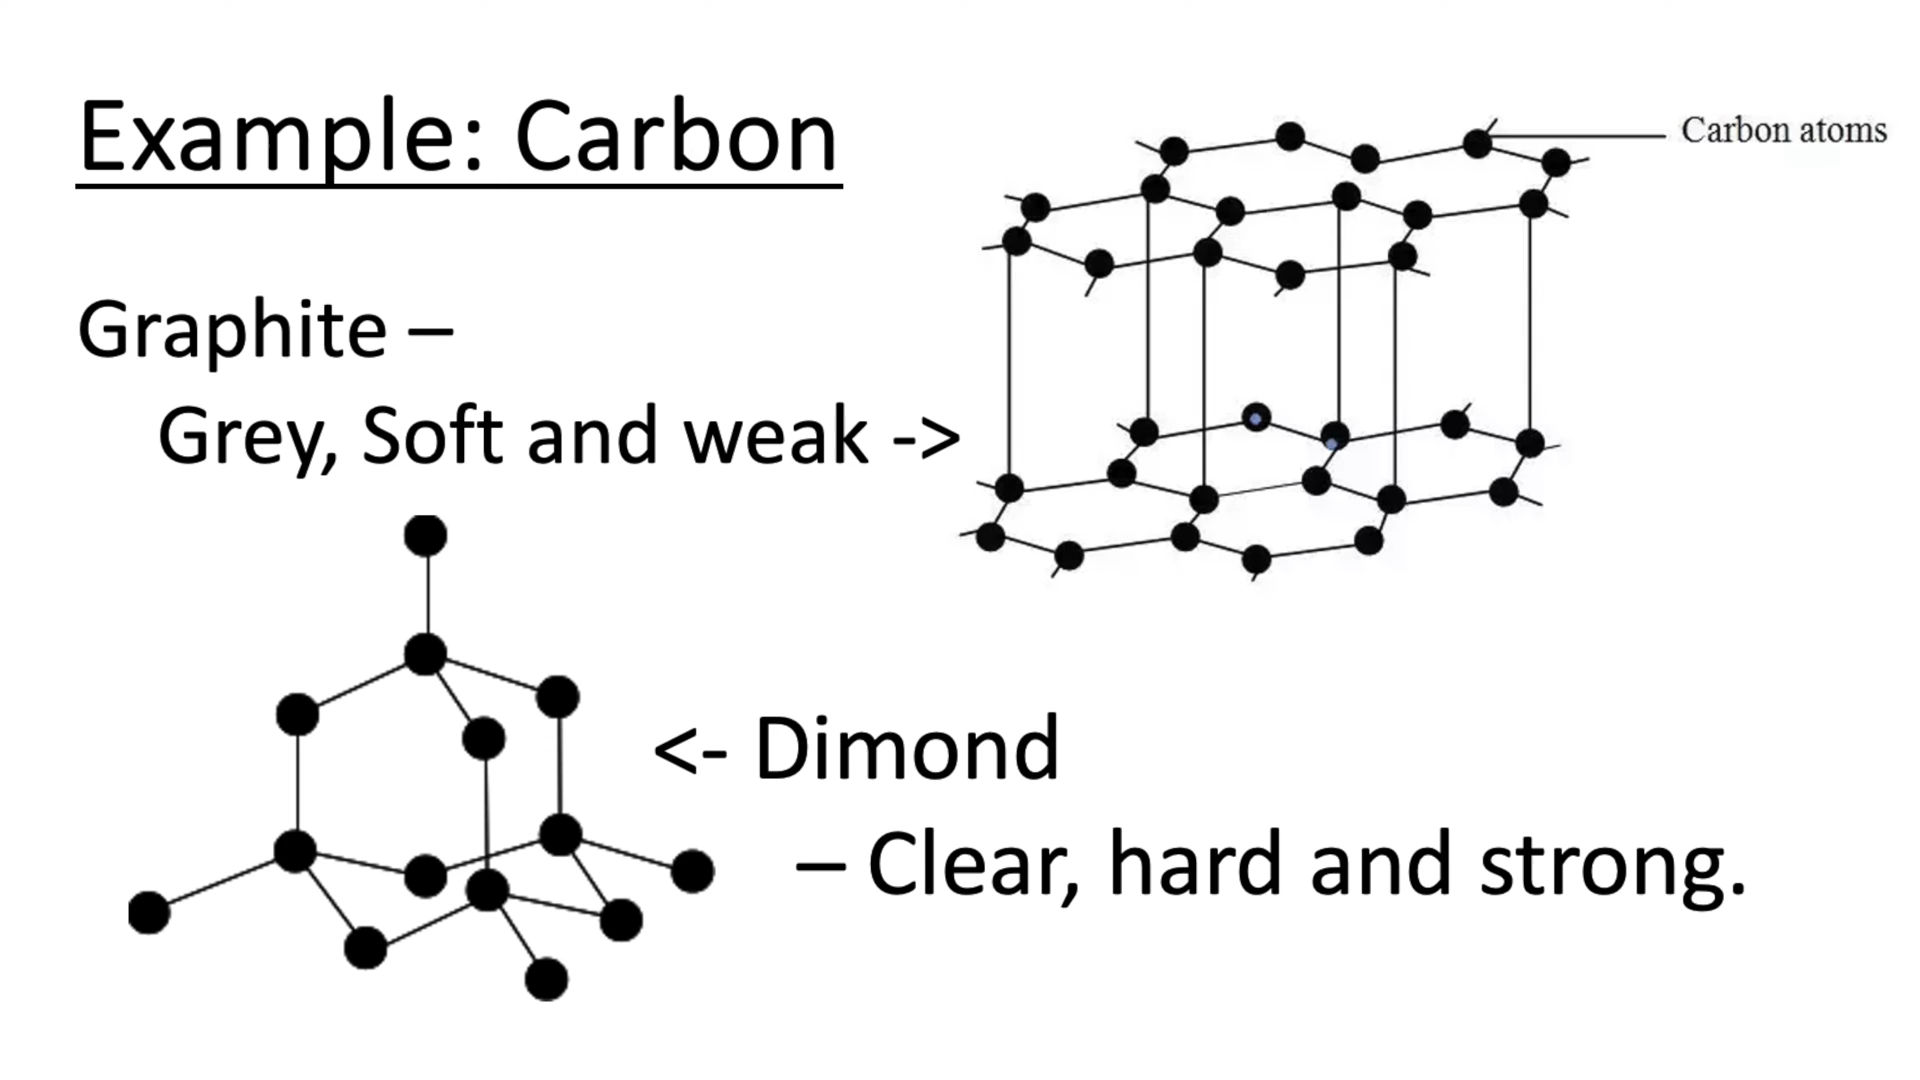 Example: Carbon
Carbon atoms
Graphite –
Grey, Soft and weak ->
<- Dimond
– Clear, hard and strong.